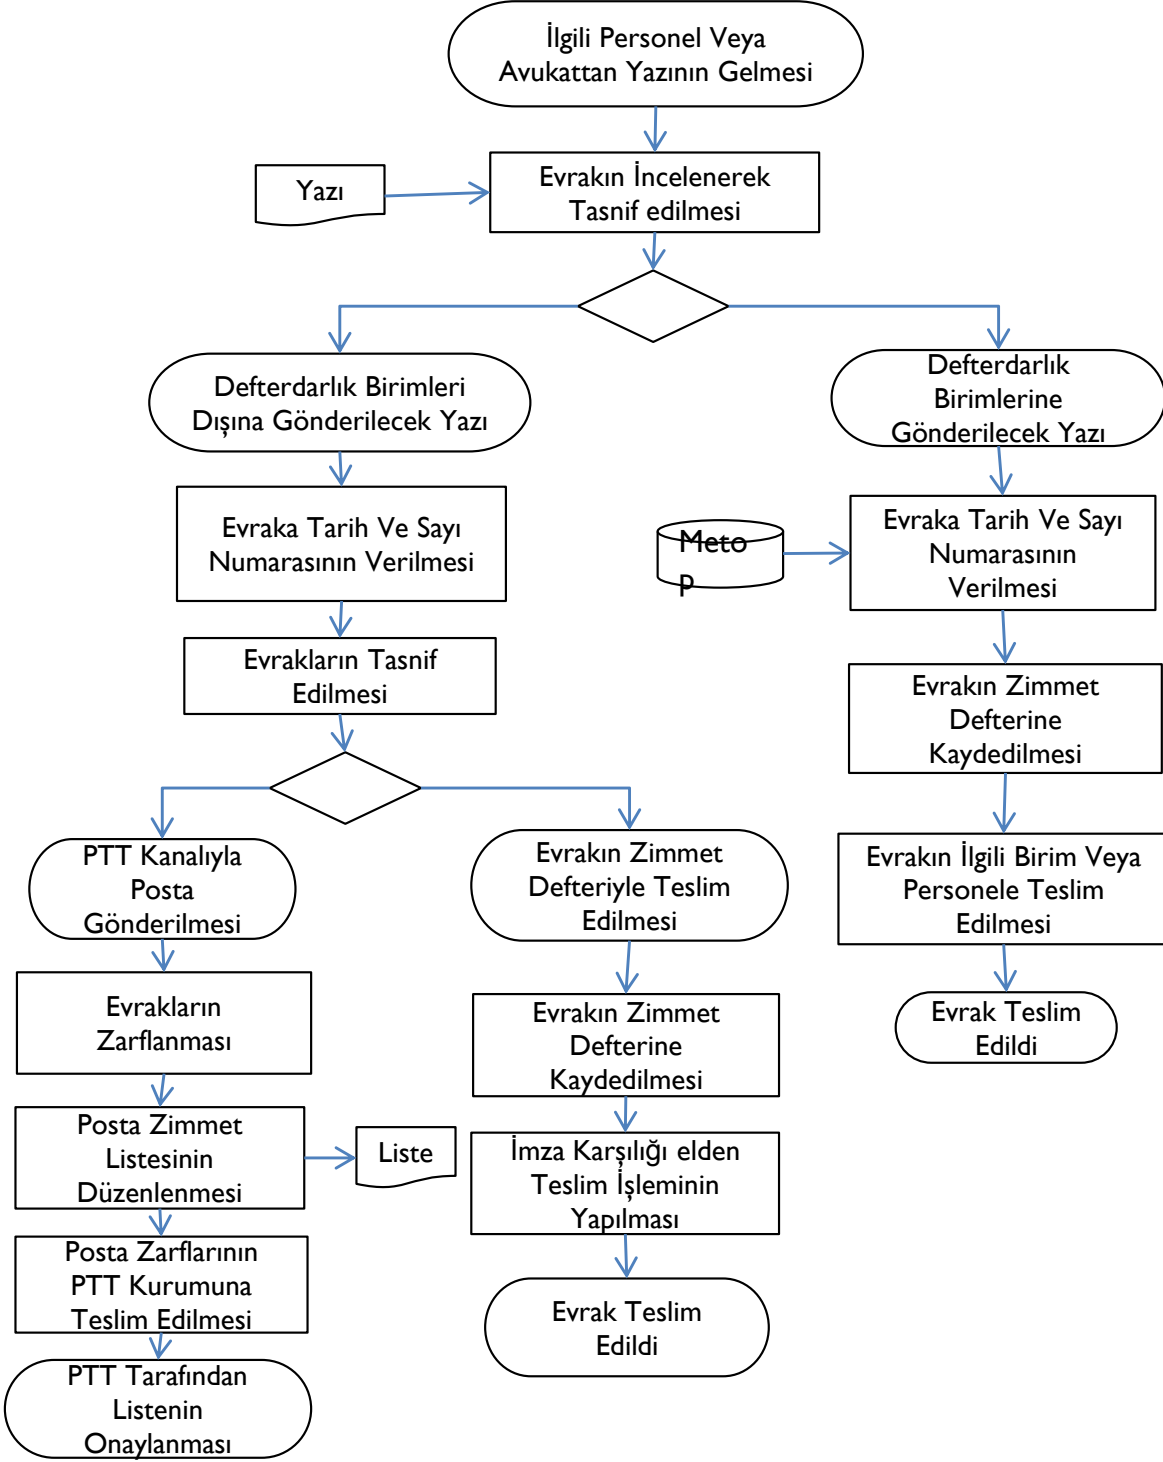 İlgili Personel Veya
Avukattan Yazının Gelmesi
Yazı
Evrakın İncelenerek
Tasnif edilmesi
Defterdarlık Birimleri
Dışına Gönderilecek Yazı
Defterdarlık
Birimlerine
Gönderilecek Yazı
Evraka Tarih Ve Sayı
Numarasının Verilmesi
Meto
p
Evraka Tarih Ve Sayı
Numarasının
Verilmesi
Evrakların Tasnif
Edilmesi
Evrakın Zimmet
Defterine
Kaydedilmesi
PTT Kanalıyla
Posta
Gönderilmesi
Evrakın Zimmet
Defteriyle Teslim
Edilmesi
Evrakın İlgili Birim Veya
Personele Teslim
Edilmesi
Evrakların
Zarflanması
Evrakın Zimmet
Defterine
Kaydedilmesi
Evrak Teslim
Edildi
Posta Zimmet
Listesinin
Düzenlenmesi
Liste
İmza Karşılığı elden
Teslim İşleminin
Yapılması
Posta Zarflarının
PTT Kurumuna
Teslim Edilmesi
Evrak Teslim
Edildi
PTT Tarafından
Listenin
Onaylanması